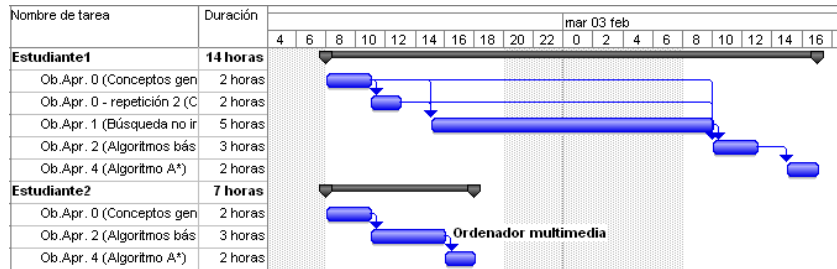 Nombre de tarea Duración
mar 03 feb
4 6 8 10 12 14 16 18 20 22 0 2 4 6 8 10 12 14 16
Estudiante1 14 horas
Ob.Apr. 0 (Conceptos gen 2 horas
Ob.Apr. 0 - repetición 2 (C 2 horas
Ob.Apr. 1 (Búsqueda no ir 5 horas
Ob.Apr. 2 (Algoritmos bás 3 horas
Ob.Apr. 4 (Algoritmo A*) 2 horas
Estudiante2 7 horas
Ob.Apr. 0 (Conceptos gen 2 horas
Ob.Apr. 2 (Algoritmos bás 3 horas Ordenador multimedia
Ob.Apr. 4 (Algoritmo A*) 2 horas